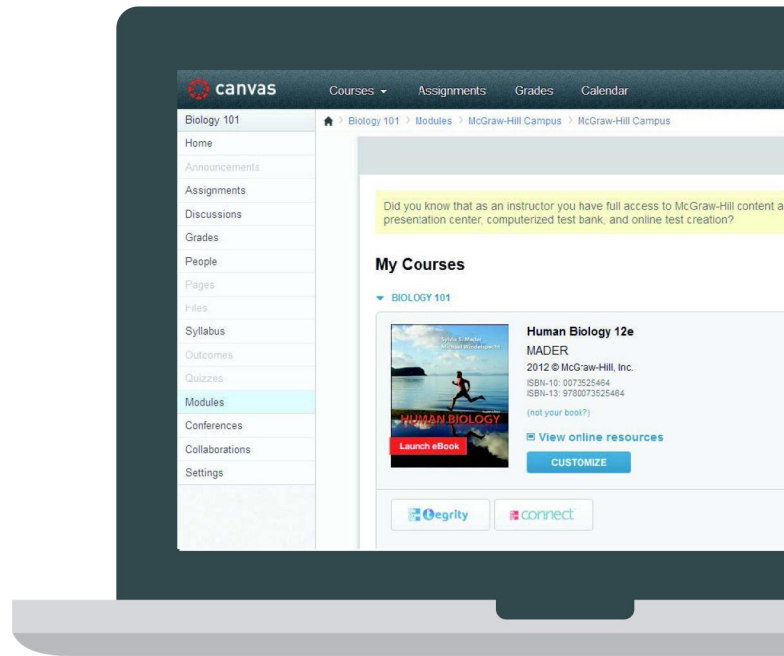 canvas
Courses Assignments Grades Calendar
Biology 101
Biology 101 > Modules > McGraw-Hill Campus > McGraw-Hill Campus
Home
Announcements
Assignments
Discussions
Grades
People
Pages
Files
Syllabus
Outcomes
Quizzes
Modules
Conferences
Collaborations
Settings
Did you know that as an instructor you have full access to McGraw-Hill content a
presentation center, computerized test bank, and online test creation?
My Courses
BIOLOGY 101
Sylvia S. Mader
Michael Windelspecht
HUMAN BIOLOGY
Launch eBook
Human Biology 12e
MADER
2012 © McGraw-Hill, Inc.
ISBN-10: 0073525464
ISBN-13: 9780073525464
(not your book?)
View online resources
CUSTOMIZE
tegrity
connect